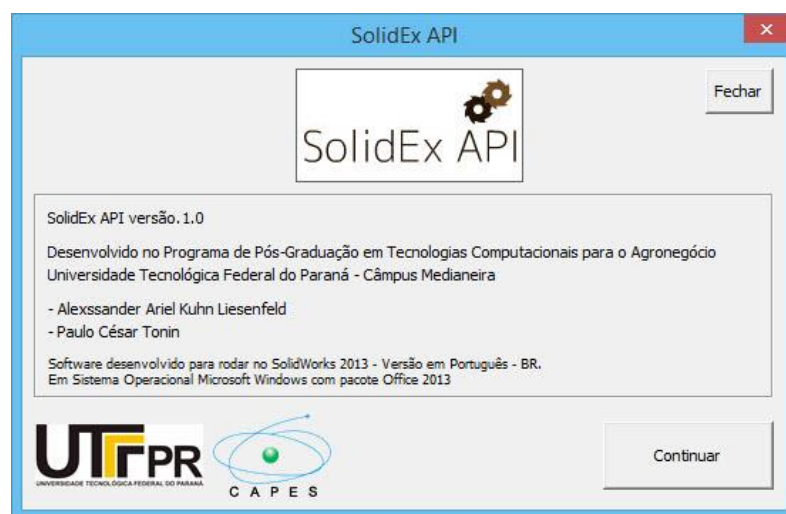 SolidEx API
SolidEx API
Fechar
SolidEx API versão.1.0
Desenvolvido no Programa de Pós-Graduação em Tecnologias Computacionais para o Agronegócio
Universidade Tecnológica Federal do Paraná - Câmpus Medianeira
- Alexssander Ariel Kuhn Liesenfeld
- Paulo César Tonin
Software desenvolvido para rodar no SolidWorks 2013 - Versão em Português - BR.
Em Sistema Operacional Microsoft Windows com pacote Office 2013
UTFPR
UNIVERSIDADE TECNOLÓGICA FEDERAL DO PARANÁ
CAPES
Continuar